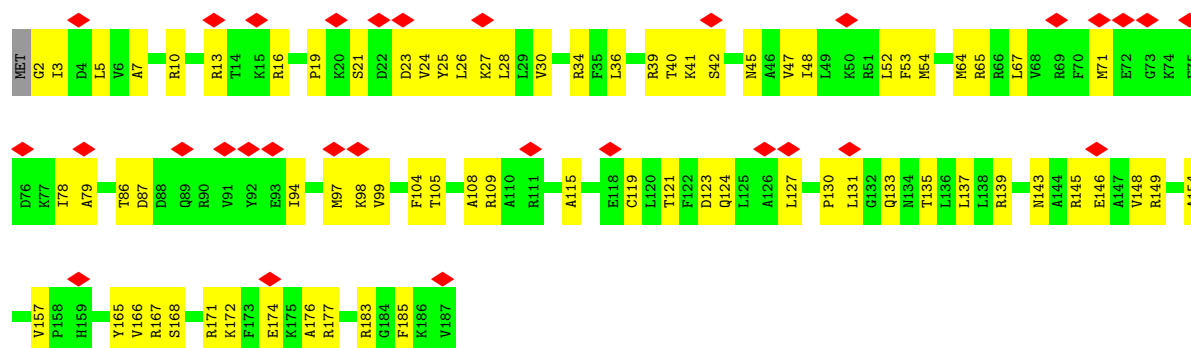 MET G2 I3 D4 L5 V6 A7 R10 R13 T14 K15 R16 P19 K20 S21 D22 D23 V24 Y25 L26 K27 L28 L29 V30 R34 F35 L36 R39 T40 K41 S42 N45 A46 V47 I48 L49 K50 R51 L52 F53 M54 M64 R65 R66 L67 V68 R69 F70 M71 E72 G73 K74
D76 K77 I78 A79 T86 D87 D88 Q89 R90 V91 Y92 E93 I94 M97 K98 V99 F104 T105 A108 R109 A110 R111 A115 E118 C119 L120 T121 F122 D123 Q124 L125 A126 L127 P130 L131 G132 Q133 N134 T135 L136 L137 L138 R139 N143 A144 R145 E146 A147 V148 R149 A154
V157 P158 H159 Y165 V166 R167 S168 R171 K172 F173 E174 K175 A176 R177 R183 G184 F185 K186 V187